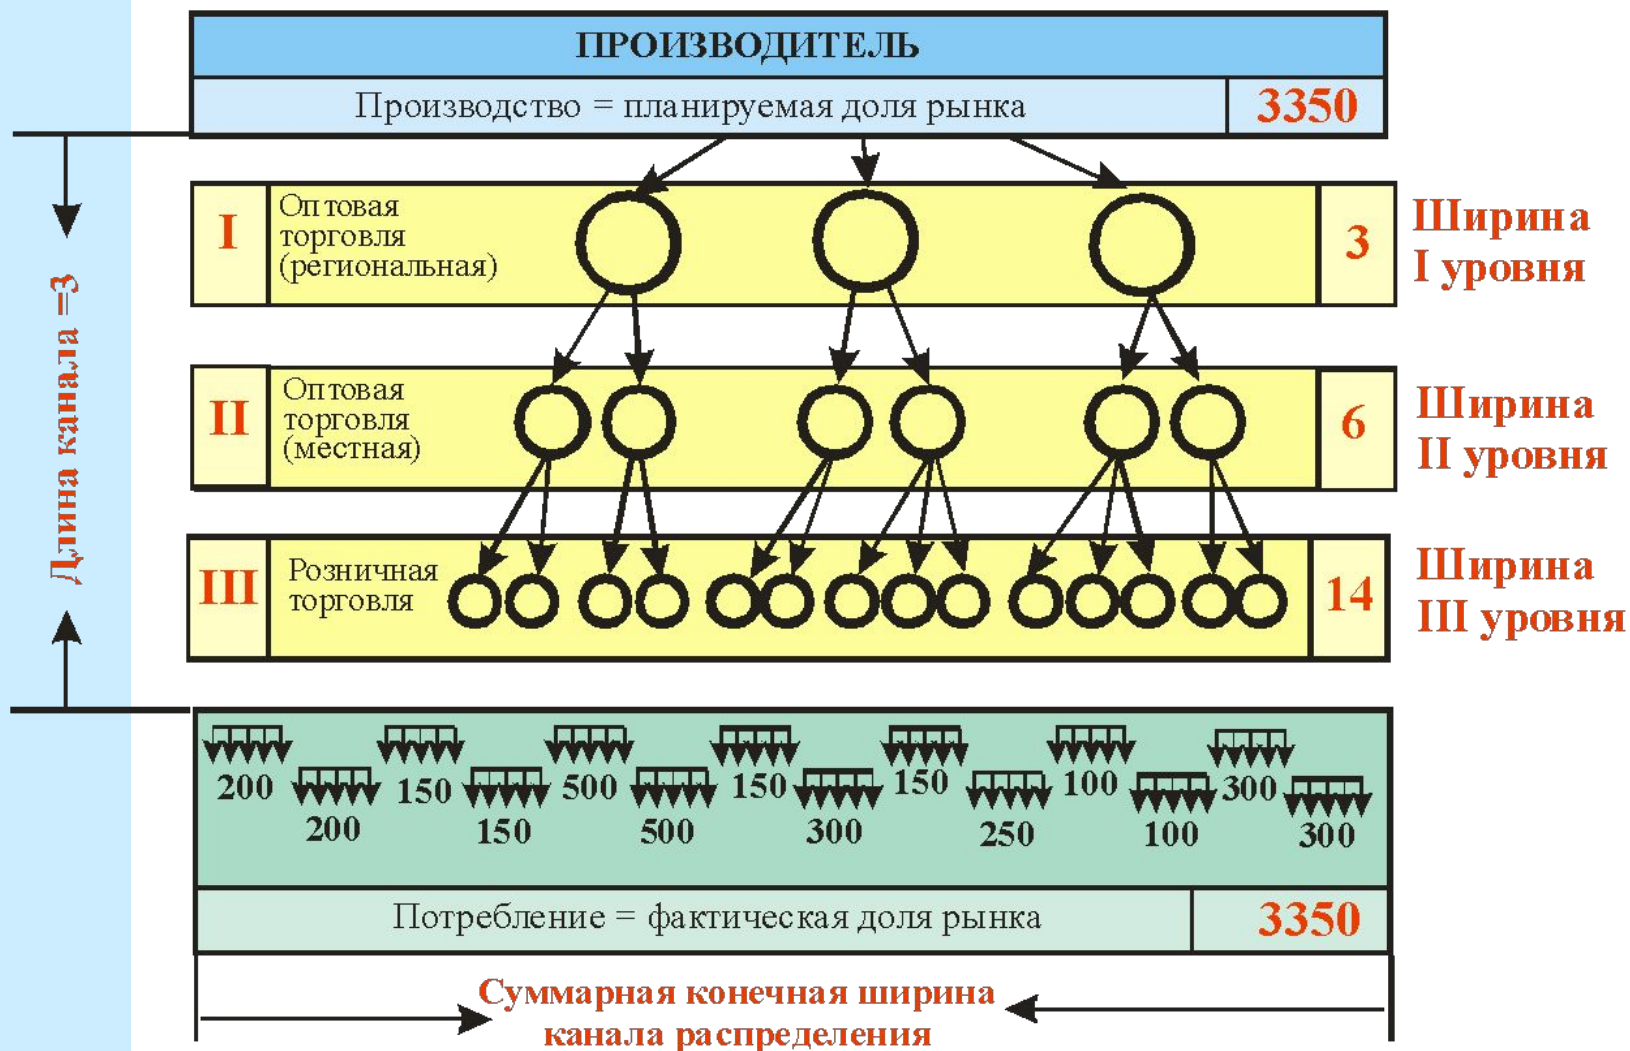 ПРОИЗВОДИТЕЛЬ
Производство = планируемая доля рынка 3350
Длина канала =3
I
Оптовая
торговля
(региональная)
3
Ширина
I уровня
II
Оптовая
торговля
(местная)
6
Ширина
II уровня
III
Розничная
торговля
14
Ширина
III уровня
200 150 500 150 150 100 300
200 150 500 300 250 100 300
Потребление = фактическая доля рынка 3350
Суммарная конечная ширина
канала распределения